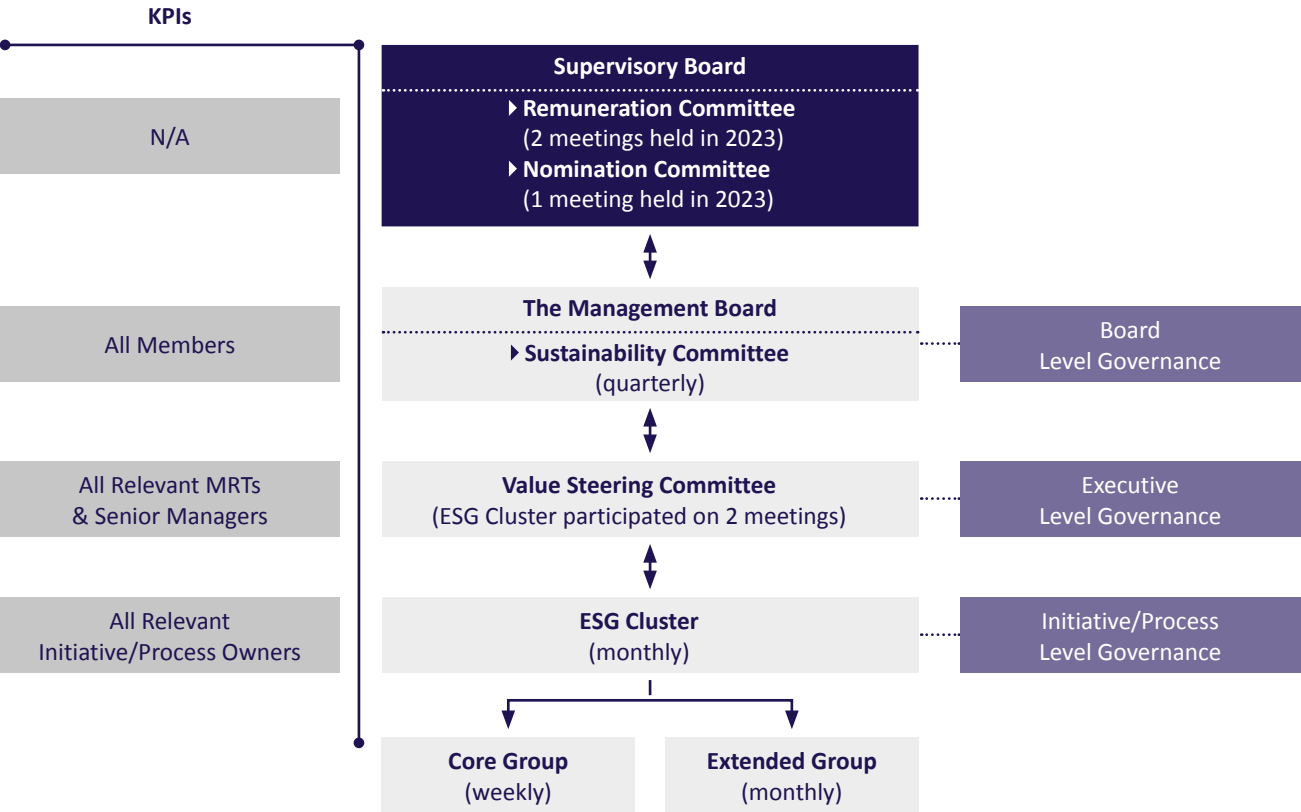 KPIs
N/A
Supervisory Board
Remuneration Committee
(2 meetings held in 2023)
Nomination Committee
(1 meeting held in 2023)
All Members
The Management Board
Sustainability Committee
(quarterly)
Board
Level Governance
All Relevant MRTs
& Senior Managers
Value Steering Committee
(ESG Cluster participated on 2 meetings)
Executive
Level Governance
All Relevant
Initiative/Process Owners
ESG Cluster
(monthly)
Initiative/Process
Level Governance
Core Group
(weekly)
Extended Group
(monthly)